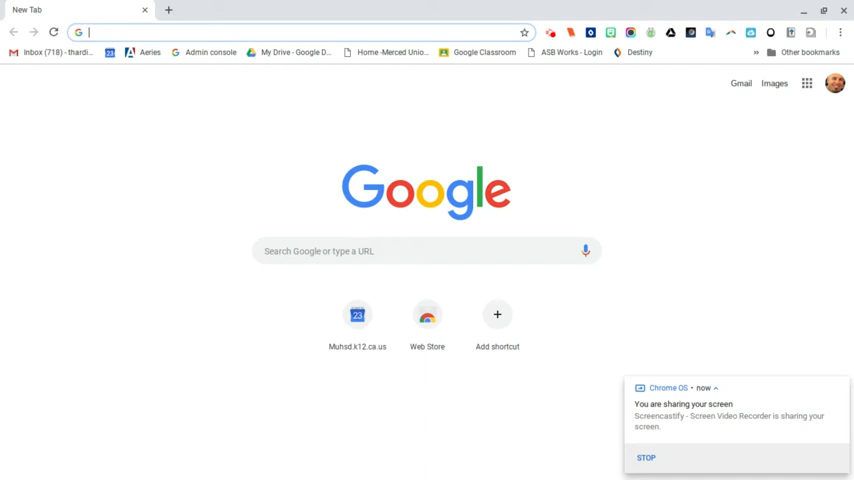 New Tab
Inbox (718) - thardi...
23
Aeries
Admin console
My Drive - Google D...
Home -Merced Unio...
Google Classroom
ASB Works - Login
Destiny
»
Other bookmarks
Gmail
Images
Google
Search Google or type a URL
23
Muhsd.k12.ca.us
Web Store
Add shortcut
Chrome OS • now
You are sharing your screen
Screencastify - Screen Video Recorder is sharing your
screen.
STOP